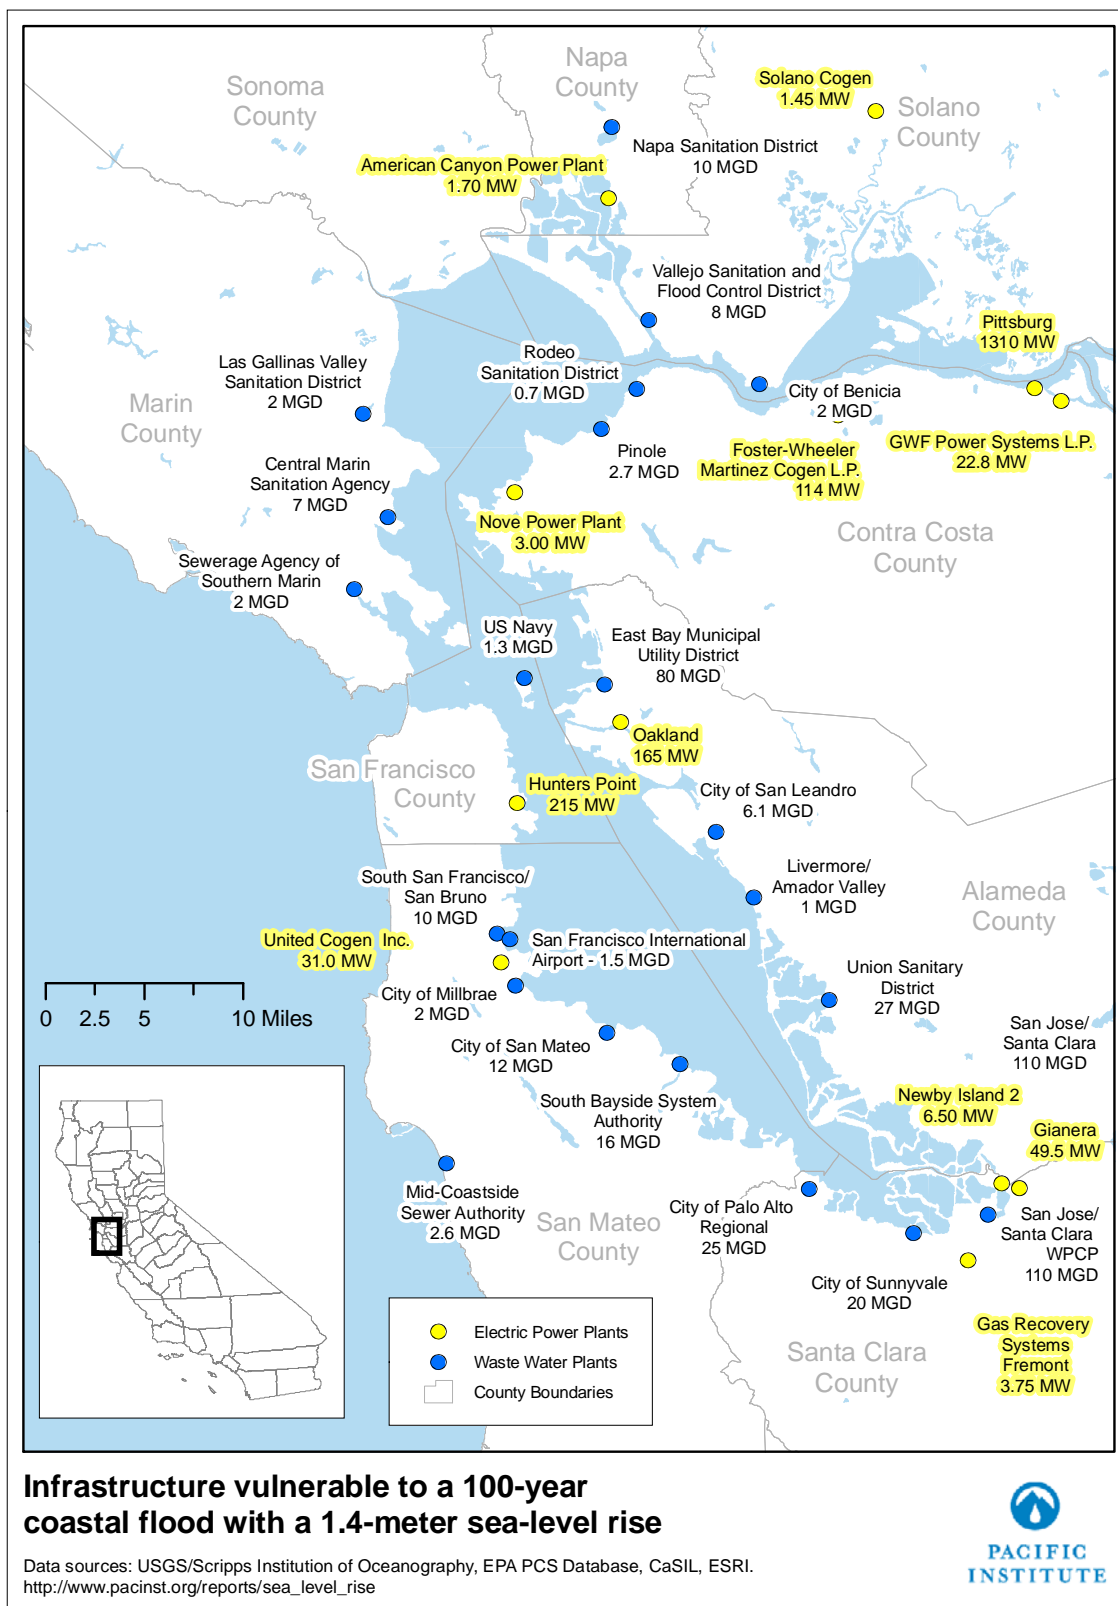 Napa
County
Sonoma
County
Solano Cogen
1.45 MW
Solano
County
Napa Sanitation District
10 MGD
American Canyon Power Plant
1.70 MW
Vallejo Sanitation and
Flood Control District
8 MGD
Pittsburg
1310 MW
Rodeo
Sanitation District
0.7 MGD
Las Gallinas Valley
Sanitation District
2 MGD
Marin
County
City of Benicia
2 MGD
Pinole
2.7 MGD
Foster-Wheeler
Martinez Cogen L.P.
114 MW
GWF Power Systems L.P.
22.8 MW
Central Marin
Sanitation Agency
7 MGD
Nove Power Plant
3.00 MW
Contra Costa
County
Sewerage Agency of
Southern Marin
2 MGD
US Navy
1.3 MGD
East Bay Municipal
Utility District
80 MGD
Oakland
165 MW
San Francisco
County
Hunters Point
215 MW
City of San Leandro
6.1 MGD
South San Francisco/
San Bruno
10 MGD
Livermore/
Amador Valley
1 MGD
Alameda
County
United Cogen Inc.
31.0 MW
San Francisco International
Airport - 1.5 MGD
City of Millbrae
2 MGD
Union Sanitary
District
27 MGD
0 2.5 5 10 Miles
City of San Mateo
12 MGD
San Jose/
Santa Clara
110 MGD
South Bayside System
Authority
16 MGD
Newby Island 2
6.50 MW
Gianera
49.5 MW
Mid-Coastside
Sewer Authority
2.6 MGD
San Mateo
County
City of Palo Alto
Regional
25 MGD
San Jose/
Santa Clara
WPCP
110 MGD
City of Sunnyvale
20 MGD
Gas Recovery
Systems
Fremont
3.75 MW
Santa Clara
County
Electric Power Plants
Waste Water Plants
County Boundaries
Infrastructure vulnerable to a 100-year
coastal flood with a 1.4-meter sea-level rise
Data sources: USGS/Scripps Institution of Oceanography, EPA PCS Database, CaSIL, ESRI.
http://www.pacinst.org/reports/sea_level_rise
PACIFIC
INSTITUTE